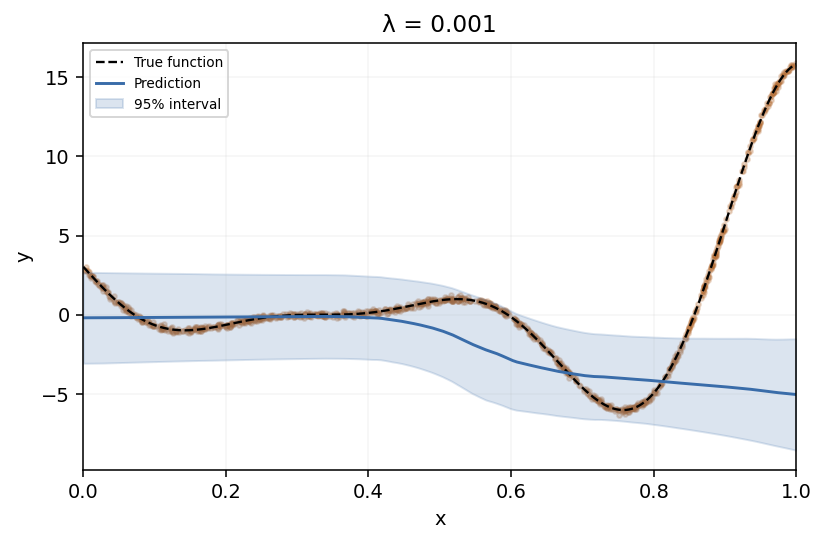 λ = 0.001
True function
Prediction
95% interval
15
10
5
0
−5
y
0.0 0.2 0.4 0.6 0.8 1.0
x